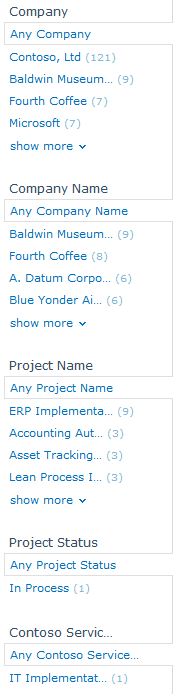 Company
Any Company
Contoso, Ltd (121)
Baldwin Museum... (9)
Fourth Coffee (7)
Microsoft (7)
show more
Company Name
Any Company Name
Baldwin Museum... (9)
Fourth Coffee (8)
A. Datum Corpo... (6)
Blue Yonder Ai... (6)
show more
Project Name
Any Project Name
ERP Implementa... (9)
Accounting Aut... (3)
Asset Tracking... (3)
Lean Process I... (3)
show more
Project Status
Any Project Status
In Process (1)
Contoso Servic...
Any Contoso Service...
IT Implementat... (1)